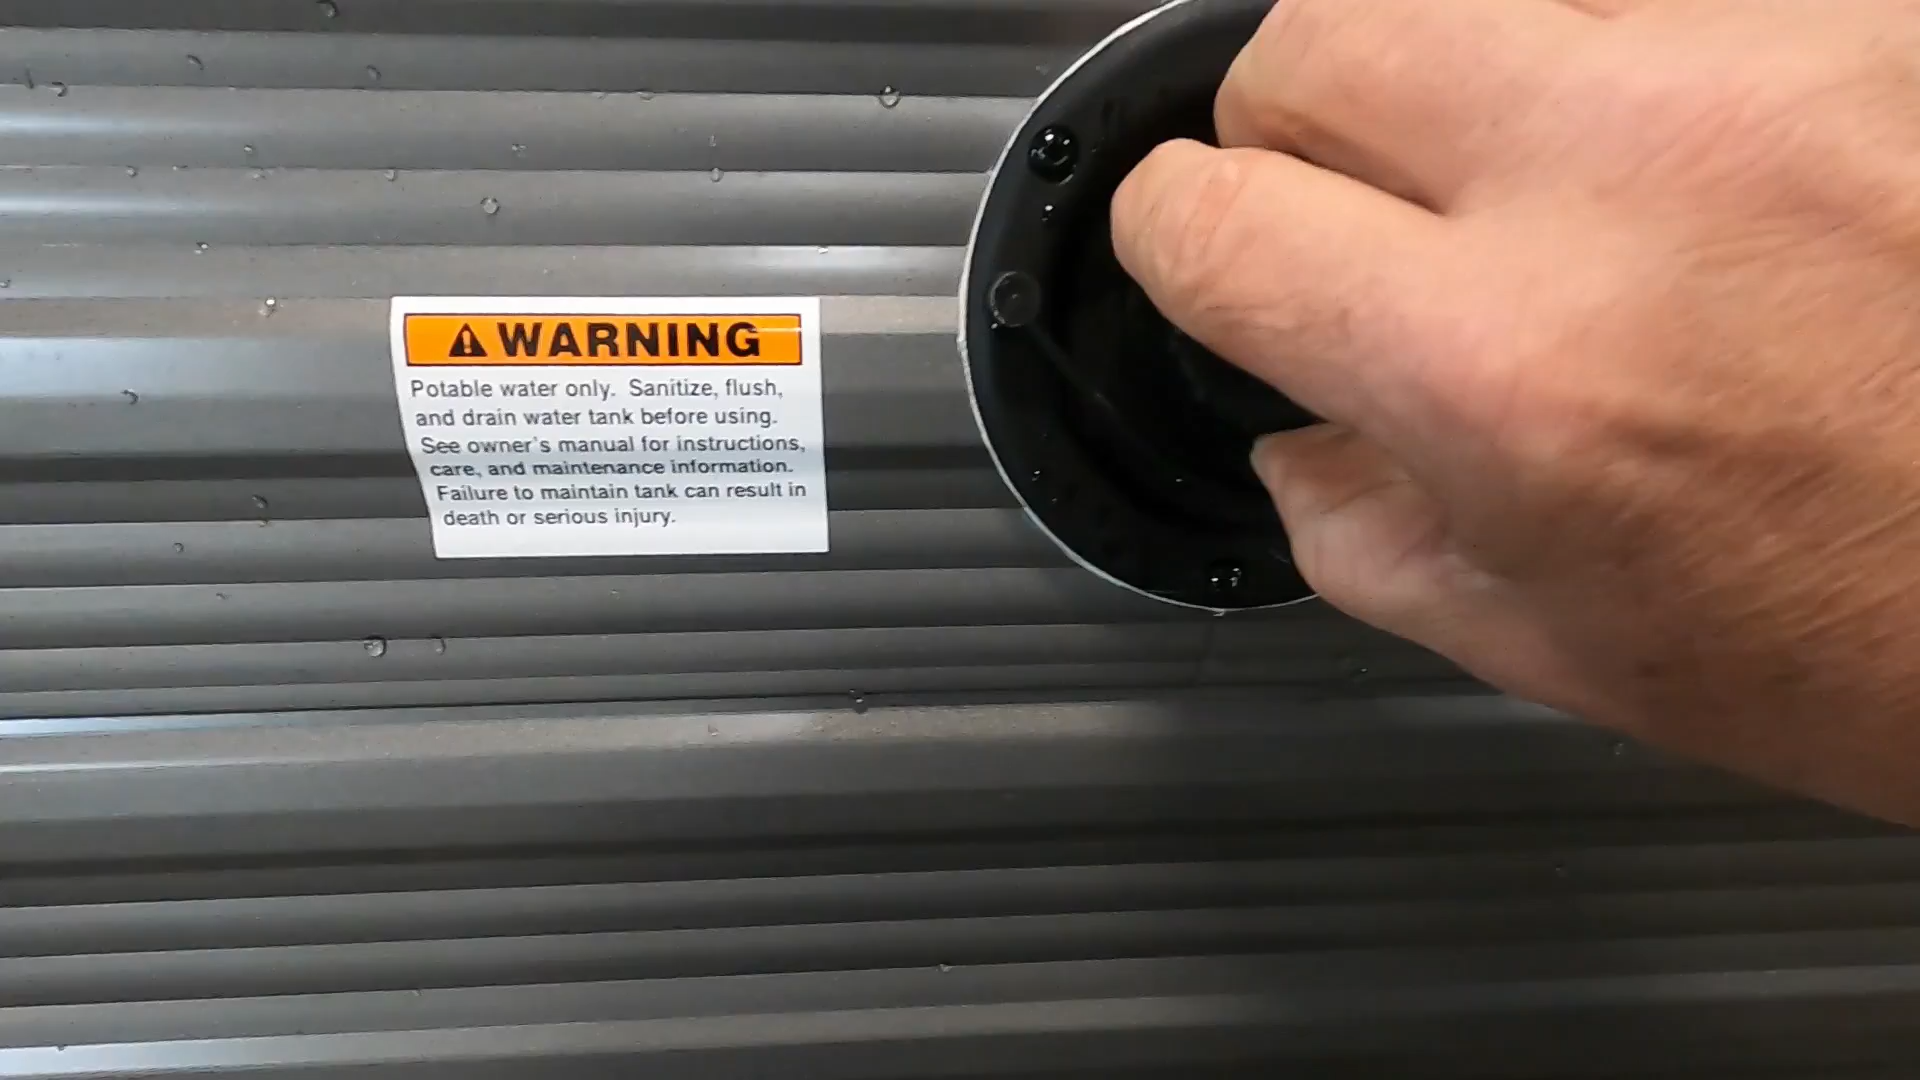 WARNING
Potable water only. Sanitize, flush,
and drain water tank before using.
See owner's manual for instructions,
care, and maintenance information.
Failure to maintain tank can result in
death or serious injury.